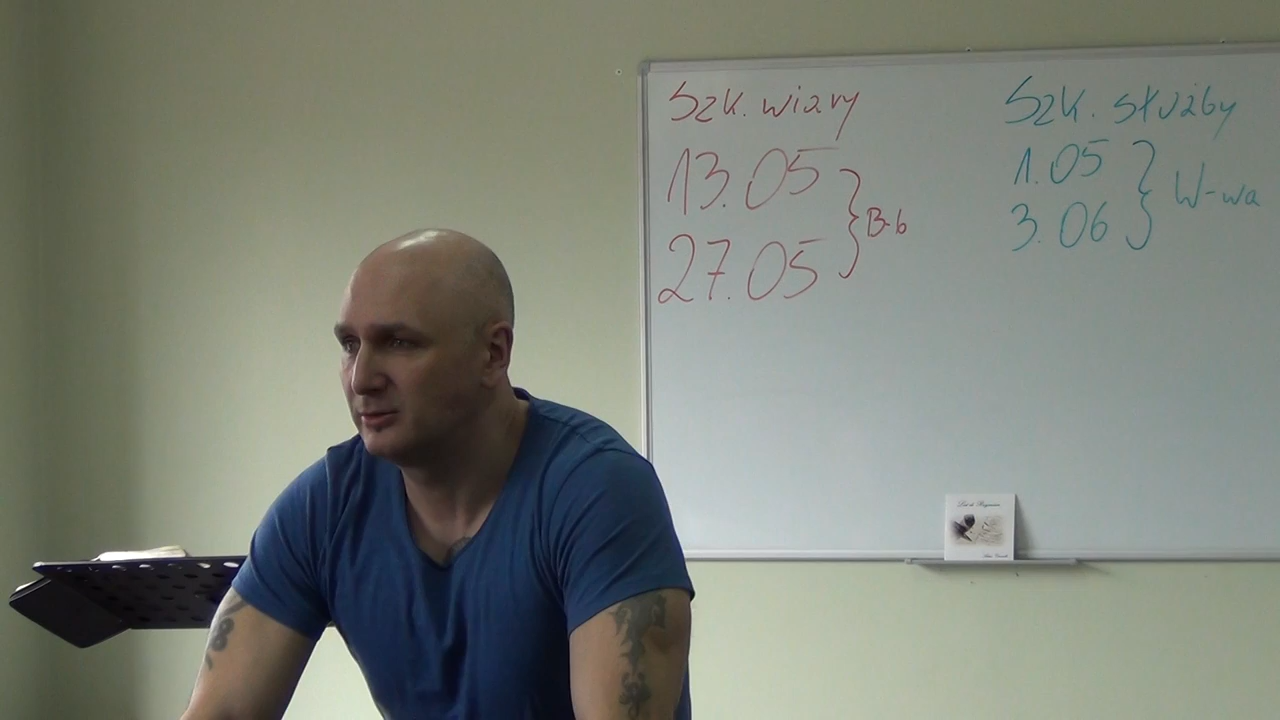 Szk. wiary
13.05
27.05
B-b
Szk. służby
1.05
3.06
W-wa